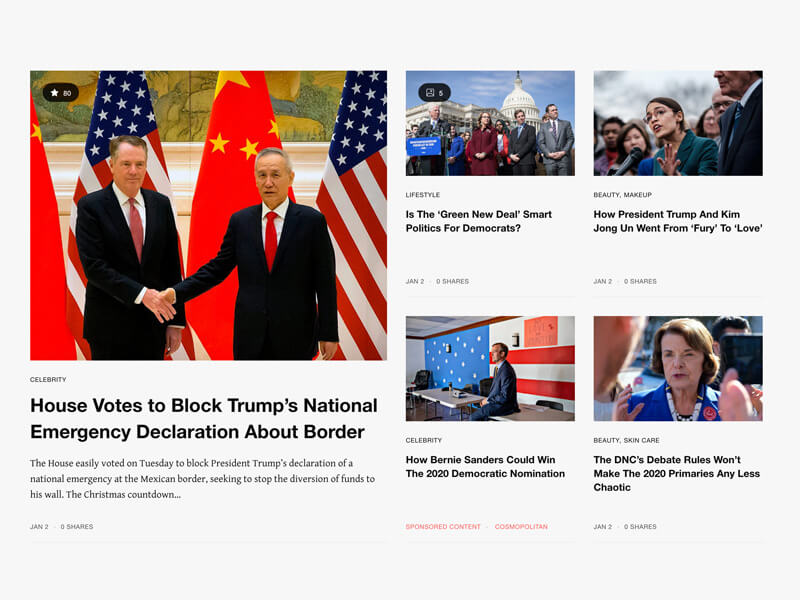 80
CELEBRITY
House Votes to Block Trump’s National
Emergency Declaration About Border
The House easily voted on Tuesday to block President Trump’s declaration of a
national emergency at the Mexican border, seeking to stop the diversion of funds to
his wall. The Christmas countdown...
JAN 2 · 0 SHARES
5
LIFESTYLE
Is The ‘Green New Deal’ Smart
Politics For Democrats?
JAN 2 · 0 SHARES
BEAUTY, MAKEUP
How President Trump And Kim
Jong Un Went From ‘Fury’ To ‘Love’
JAN 2 · 0 SHARES
CELEBRITY
How Bernie Sanders Could Win
The 2020 Democratic Nomination
SPONSORED CONTENT · COSMOPOLITAN
BEAUTY, SKIN CARE
The DNC’s Debate Rules Won’t
Make The 2020 Primaries Any Less
Chaotic
JAN 2 · 0 SHARES